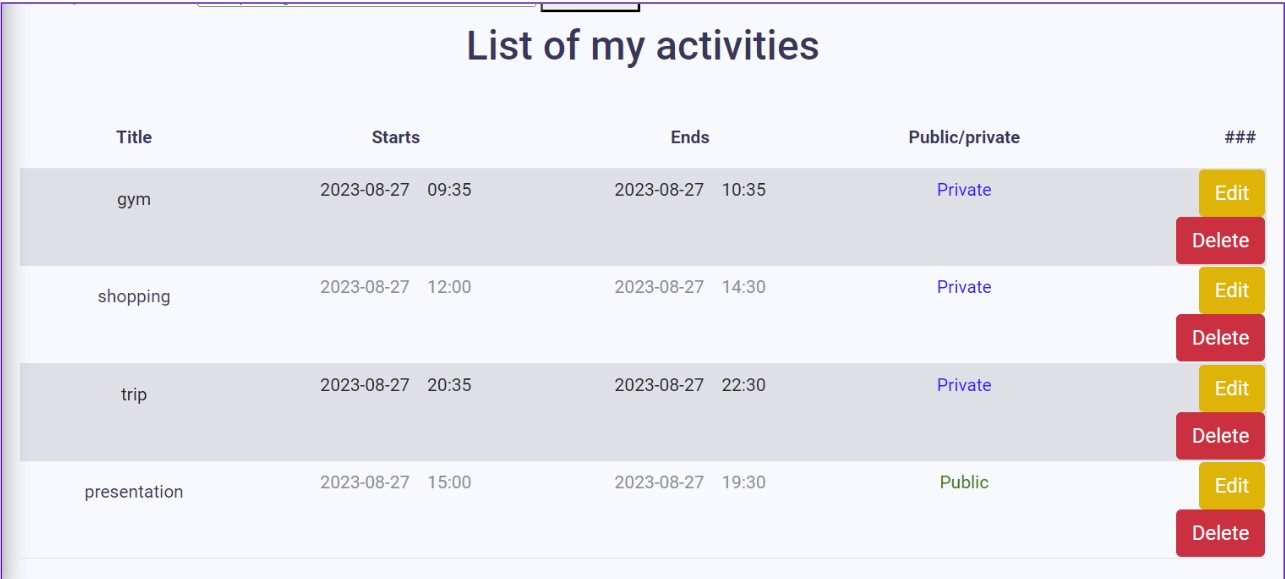 List of my activities
Title Starts Ends Public/private ###
gym 2023-08-27 09:35 2023-08-27 10:35 Private Edit
Delete
shopping 2023-08-27 12:00 2023-08-27 14:30 Private Edit
Delete
trip 2023-08-27 20:35 2023-08-27 22:30 Private Edit
Delete
presentation 2023-08-27 15:00 2023-08-27 19:30 Public Edit
Delete